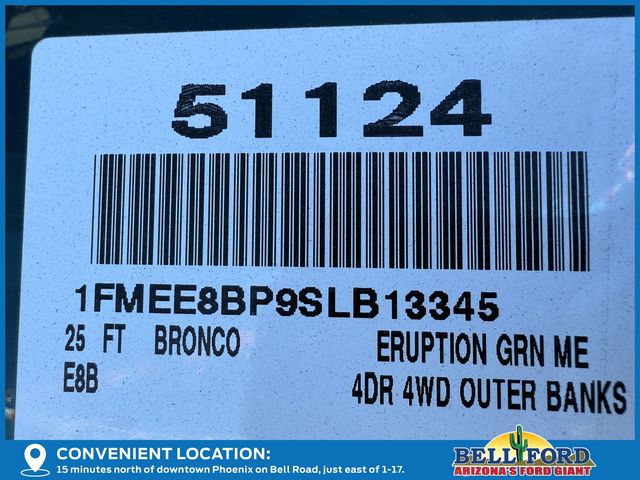 51124
1FMEE8BP9SLB13345
25 FT BRONCO ERUPTION GRN ME
E8B 4DR 4WD OUTER BANKS
CONVENIENT LOCATION:
15 minutes north of downtown Phoenix on Bell Road, just east of 1-17.
BELL FORD
ARIZONA'S FORD GIANT